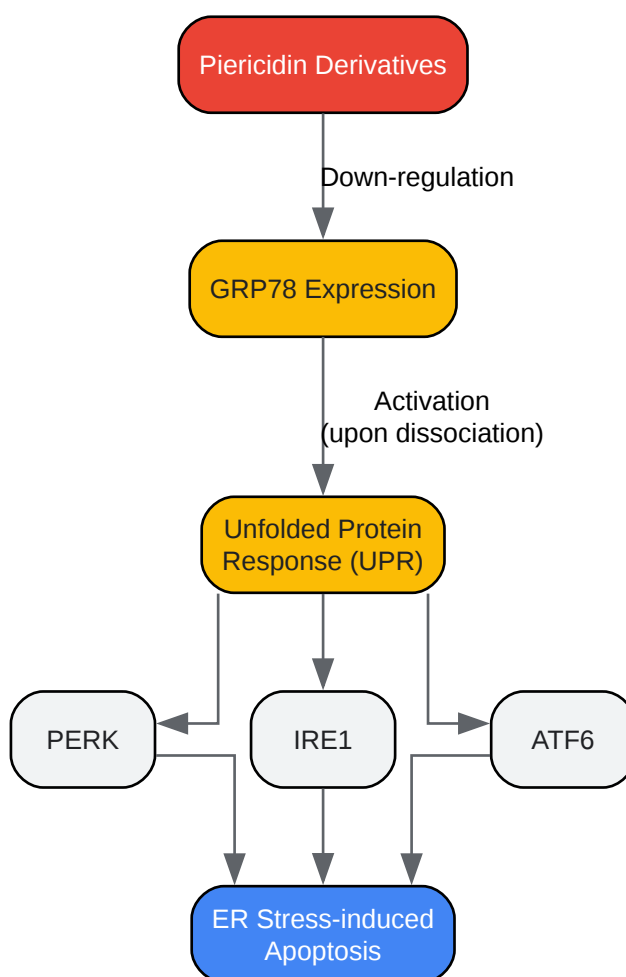 Piericidin Derivatives
Down-regulation
GRP78 Expression
Activation
(upon dissociation)
Unfolded Protein
Response (UPR)
PERK
IRE1
ATF6
ER Stress-induced
Apoptosis